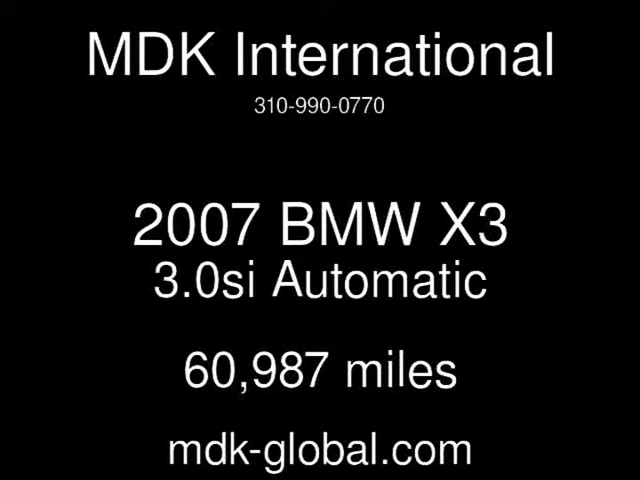 MDK International
310-990-0770
2007 BMW X3
3.0si Automatic
60,987 miles
mdk-global.com